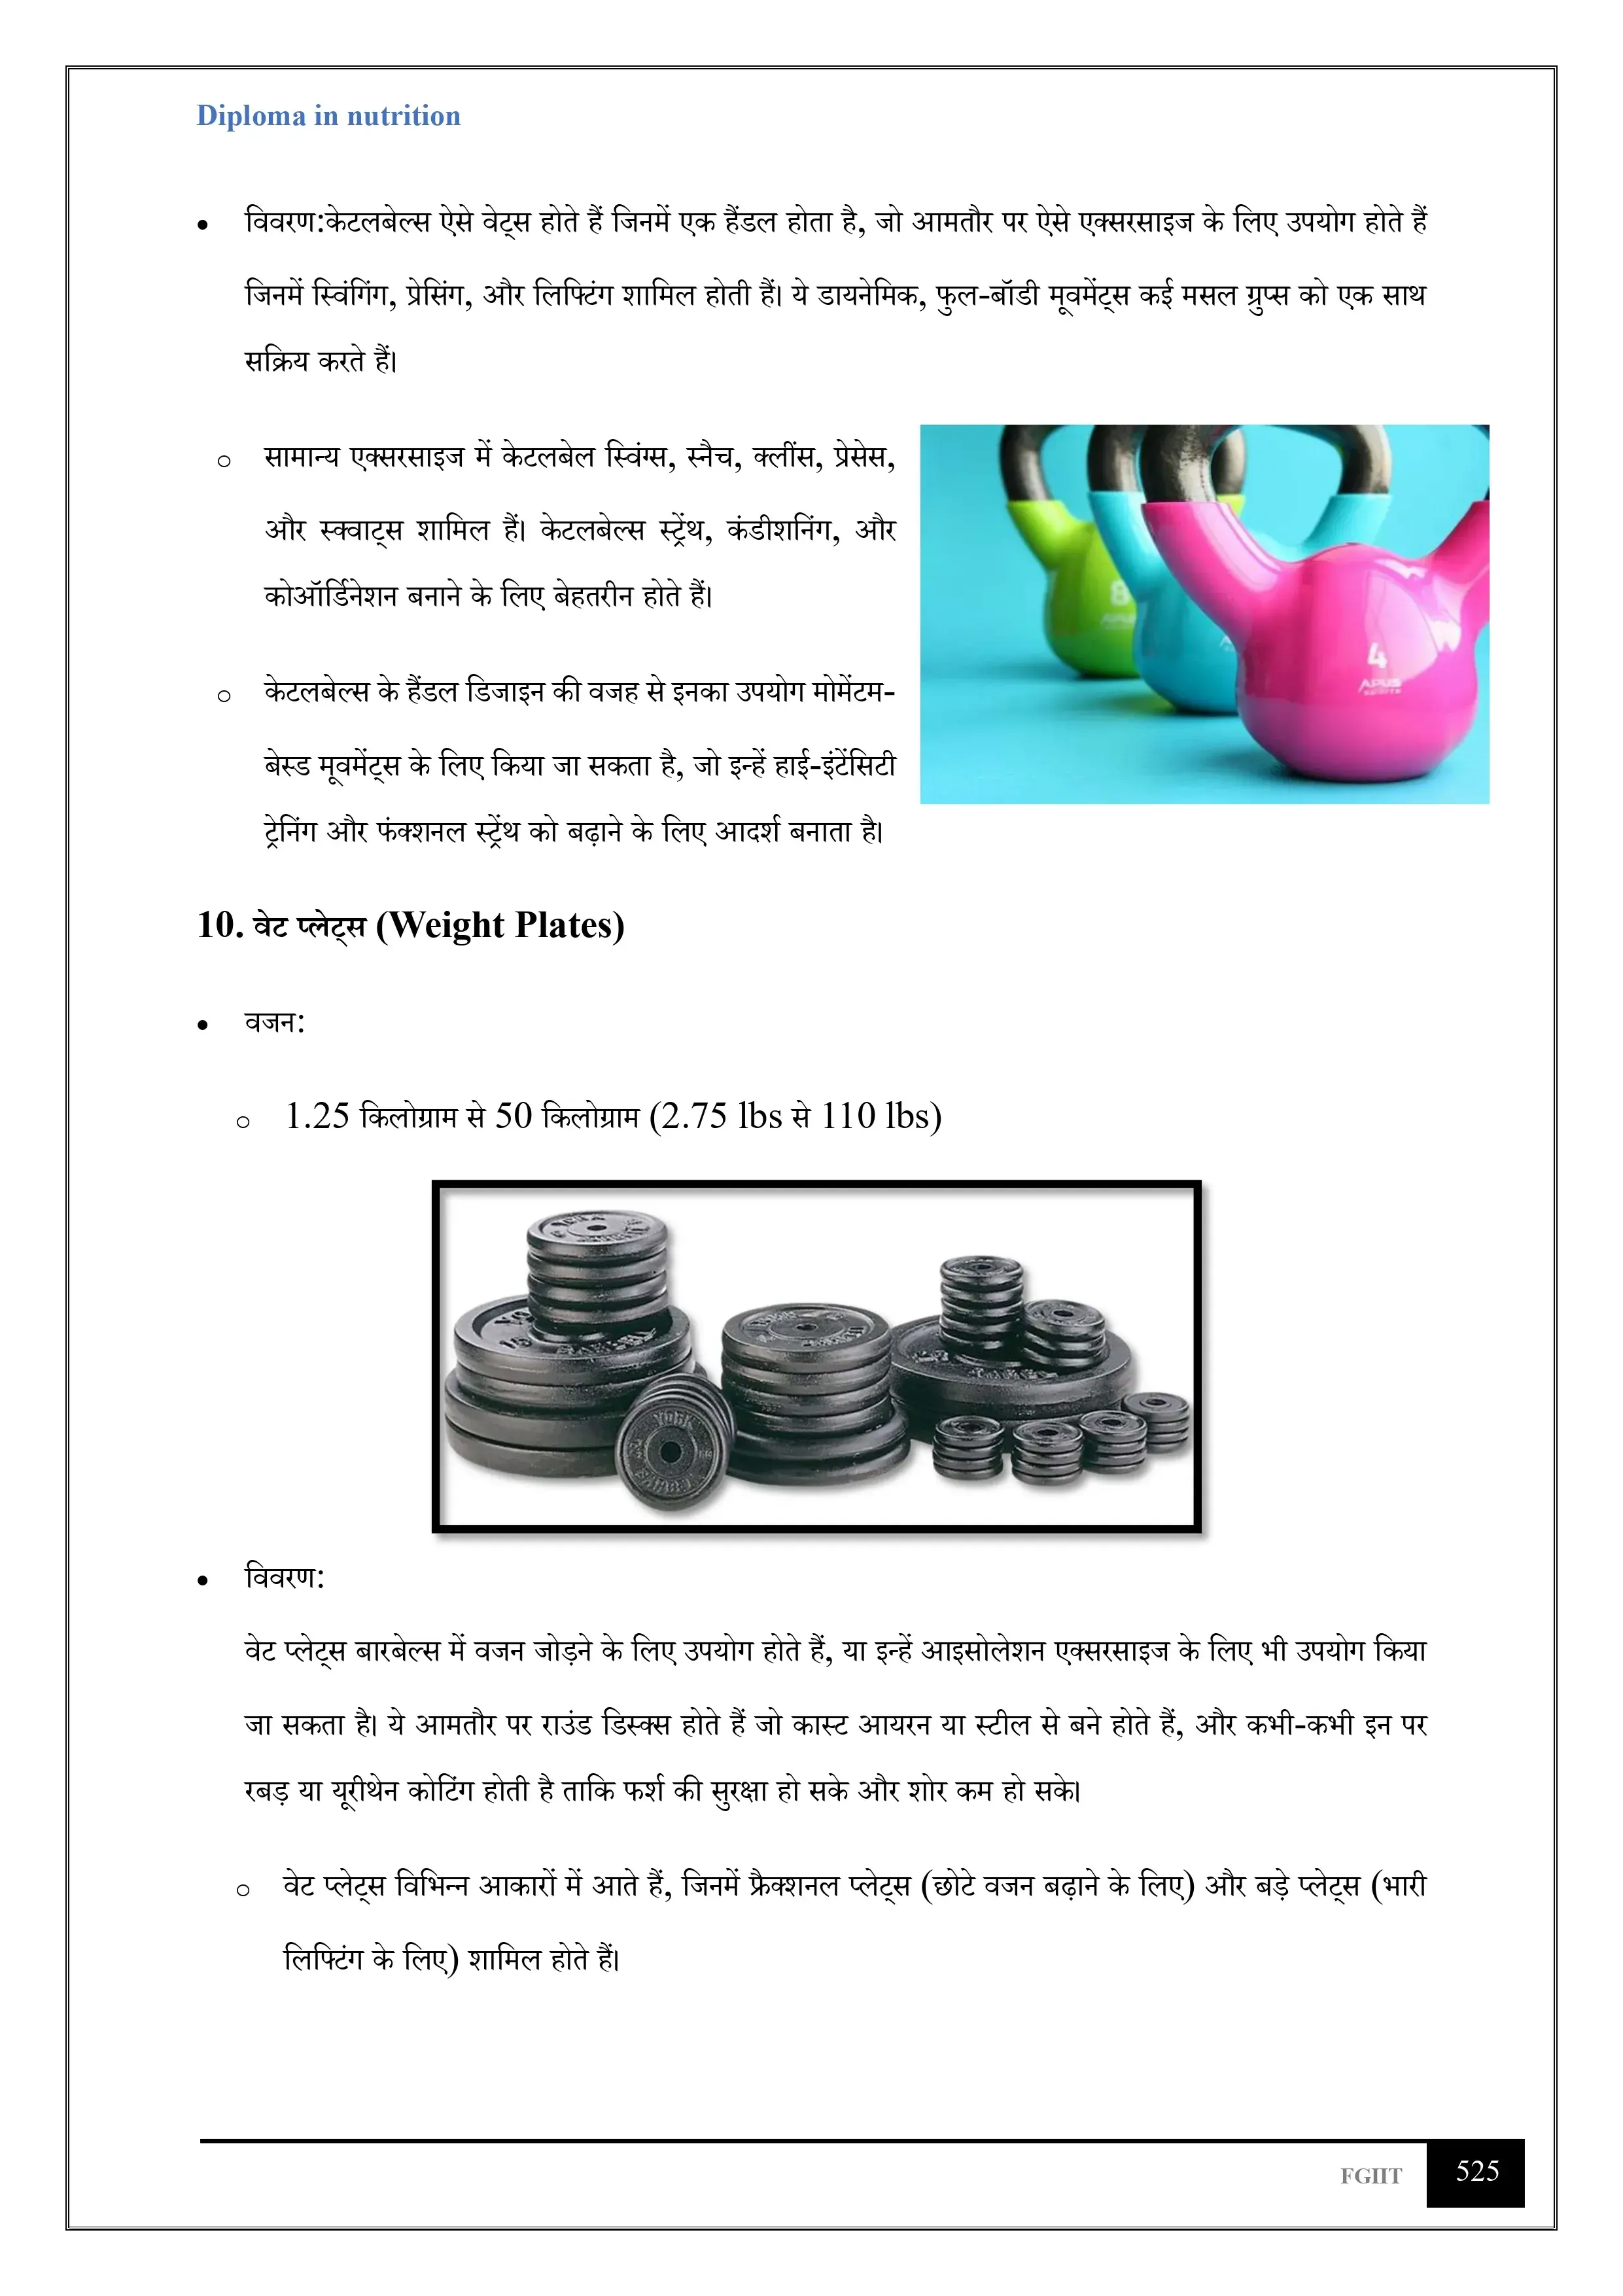 Diploma in nutrition
• विवरण:केटलबेल्स ऐसे वेट्स होते हैं जिनमें एक हैंडल होता है, जो आमतौर पर ऐसे एक्सरसाइज के लिए उपयोग होते हैं
जिनमें स्विंगिंग, प्रेसिंग, और लिफ्टिंग शामिल होती हैं। ये डायनेमिक, फुल-बॉडी मूवमेंट्स कई मसल ग्रुप्स को एक साथ
सक्रिय करते हैं।
o सामान्य एक्सरसाइज में केटलबेल स्विंग्स, स्नैच, क्लींस, प्रेसेस,
और स्क्वाट्स शामिल हैं। केटलबेल्स स्ट्रेंथ, कंडीशनिंग, और
कोऑर्डिनेशन बनाने के लिए बेहतरीन होते हैं।
o केटलबेल्स के हैंडल डिजाइन की वजह से इनका उपयोग मोमेंटम-
बेस्ड मूवमेंट्स के लिए किया जा सकता है, जो इन्हें हाई-इंटेंसिटी
ट्रेनिंग और फंक्शनल स्ट्रेंथ को बढ़ाने के लिए आदर्श बनाता है।
8
4
APUS
SPORTS
10. वेट प्लेट्स (Weight Plates)
• वजन:
o 1.25 किलोग्राम से 50 किलोग्राम (2.75 lbs से 110 lbs)
YORK
• विवरण:
वेट प्लेट्स बारबेल्स में वजन जोड़ने के लिए उपयोग होते हैं, या इन्हें आइसोलेशन एक्सरसाइज के लिए भी उपयोग किया
जा सकता है। ये आमतौर पर राउंड डिस्क्स होते हैं जो कास्ट आयरन या स्टील से बने होते हैं, और कभी-कभी इन पर
रबड़ या यूरीथेन कोटिंग होती है ताकि फर्श की सुरक्षा हो सके और शोर कम हो सके।
o वेट प्लेट्स विभिन्न आकारों में आते हैं, जिनमें फ्रैक्शनल प्लेट्स (छोटे वजन बढ़ाने के लिए) और बड़े प्लेट्स (भारी
लिफ्टिंग के लिए) शामिल होते हैं।
FGIIT 525